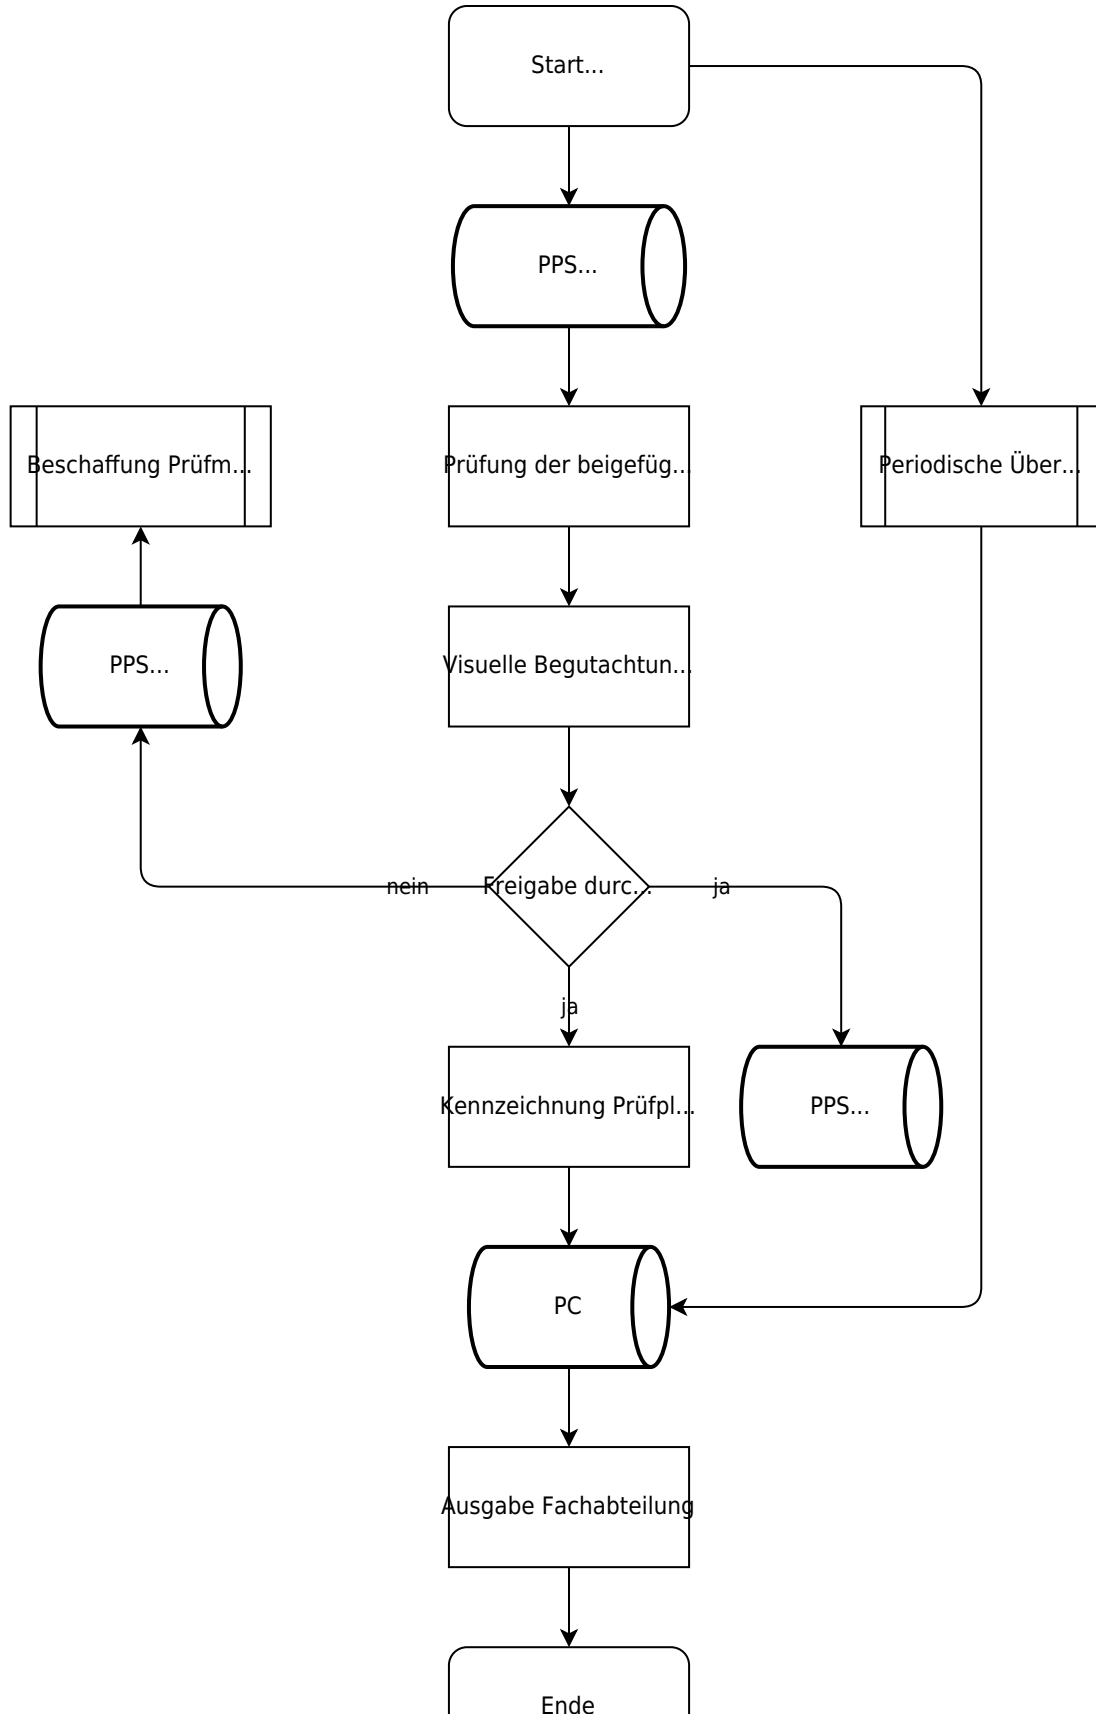 Start...
PPS...
Beschaffung Prüfm...
Prüfung der beigefüg...
Periodische Über...
PPS...
Visuelle Begutachtun...
nein
Freigabe durc...
ja
ja
Kennzeichnung Prüfpl...
PPS...
PC
Ausgabe Fachabteilung
Ende